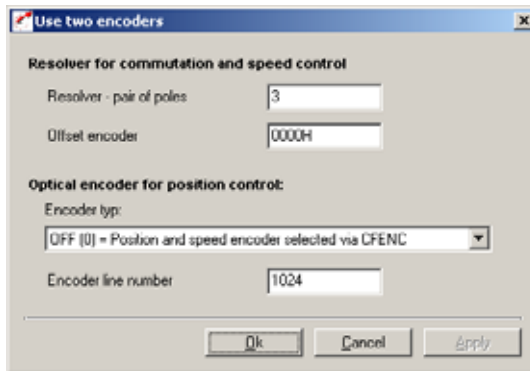 Use two encoders
Resolver for commutation and speed control
Resolver - pair of poles 3
Offset encoder 0000H
Optical encoder for position control:
Encoder typ:
OFF (0) = Position and speed encoder selected via CFENC
Encoder line number 1024
Ok Cancel Apply